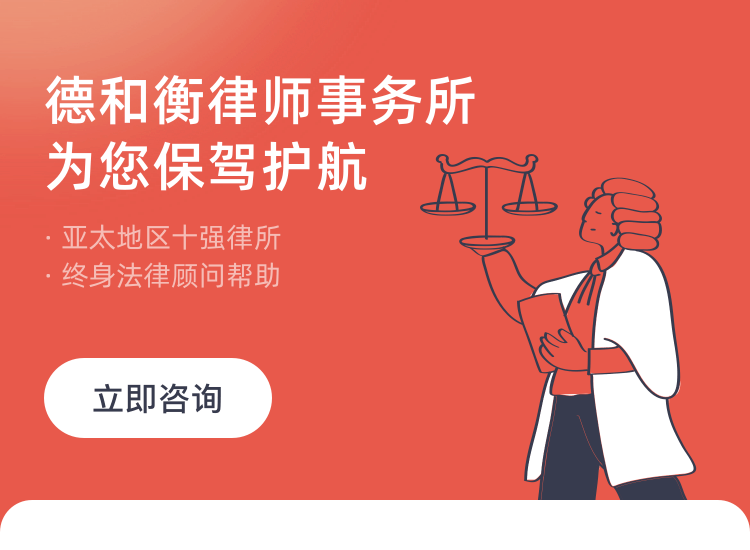 德和衡律师事务所
为您保驾护航
· 亚太地区十强律所
· 终身法律顾问帮助
立即咨询